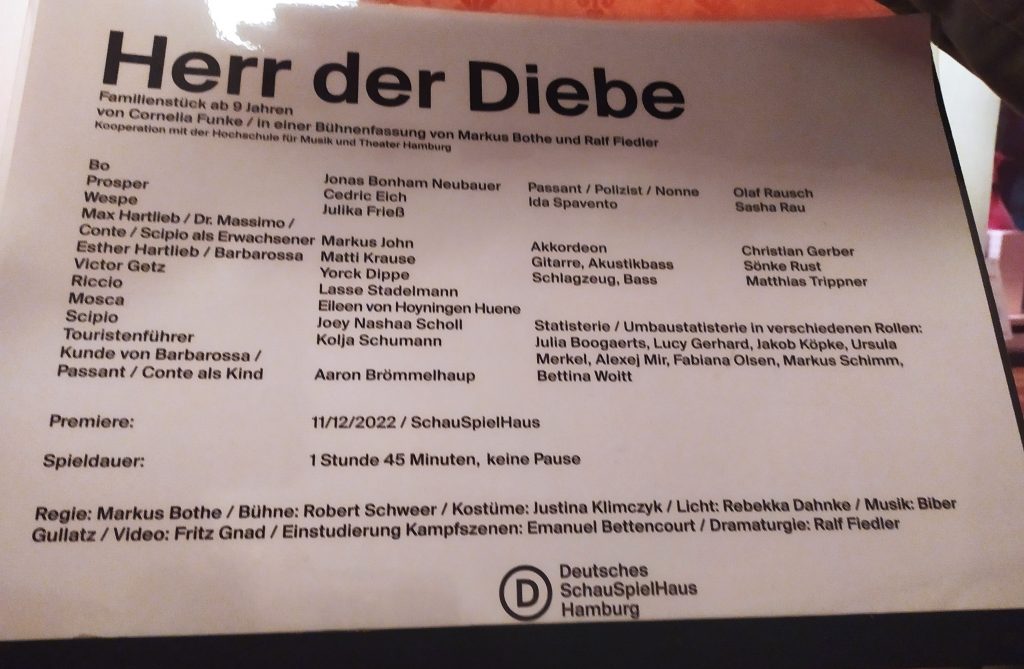 Herr der Diebe
Familienstück ab 9 Jahren
von Cornelia Funke / in einer Bühnenfassung von Markus Bothe und Ralf Fiedler
Kooperation mit der Hochschule für Musik und Theater Hamburg
Bo
Prosper
Wespe
Max Hartlieb / Dr. Massimo /
Conte / Scipio als Erwachsener
Esther Hartlieb / Barbarossa
Victor Getz
Riccio
Mosca
Scipio
Touristenführer
Kunde von Barbarossa /
Passant / Conte als Kind
Jonas Bonham Neubauer
Cedric Eich
Julika Frieß
Markus John
Matti Krause
Yorck Dippe
Lasse Stadelmann
Eileen von Hoyningen Huene
Joey Nashaa Scholl
Kolja Schumann
Aaron Brömmelhaup
Passant / Polizist / Nonne
Ida Spavento
Olaf Rausch
Sasha Rau
Akkordeon
Gitarre, Akustikbass
Schlagzeug, Bass
Christian Gerber
Sönke Rust
Matthias Trippner
Statisterie / Umbaustatisterie in verschiedenen Rollen:
Julia Boogaerts, Lucy Gerhard, Jakob Köpke, Ursula
Merkel, Alexej Mir, Fabiana Olsen, Markus Schimm,
Bettina Woitt
Premiere: 11/12/2022 / SchauSpielHaus
Spieldauer: 1 Stunde 45 Minuten, keine Pause
Regie: Markus Bothe / Bühne: Robert Schweer / Kostüme: Justina Klimczyk / Licht: Rebekka Dahnke / Musik: Biber
Gullatz / Video: Fritz Gnad / Einstudierung Kampfszenen: Emanuel Bettencourt / Dramaturgie: Ralf Fiedler
D
Deutsches
SchauSpielHaus
Hamburg